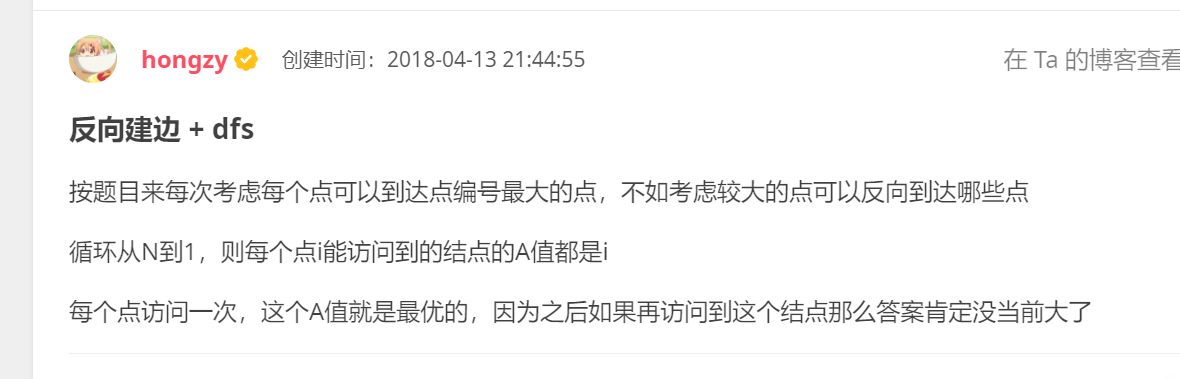 hongzy 创建时间：2018-04-13 21:44:55 在 Ta 的博客查看
反向建边 + dfs
按题目来每次考虑每个点可以到达点编号最大的点，不如考虑较大的点可以反向到达哪些点
循环从N到1，则每个点i能访问到的结点的A值都是i
每个点访问一次，这个A值就是最优的，因为之后如果再访问到这个结点那么答案肯定没当前大了